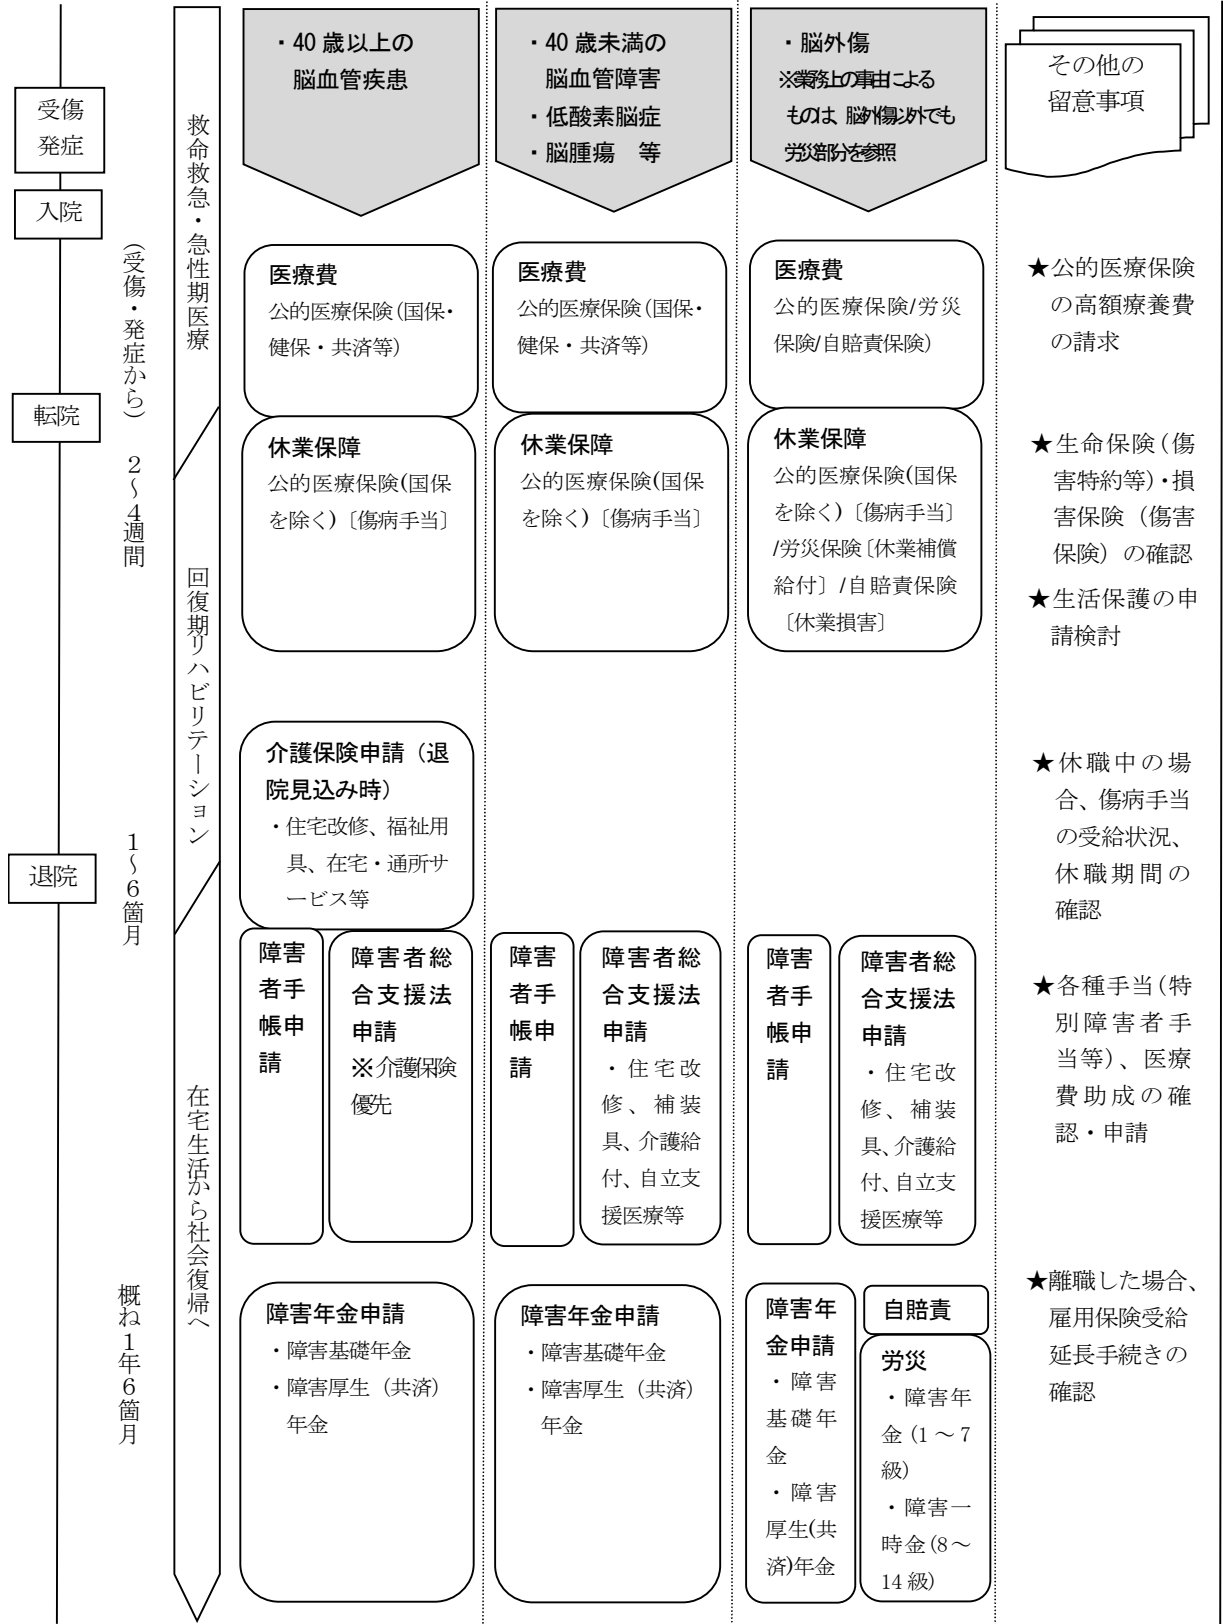 受傷
発症
入院
転院
退院
(受傷・発症から)
2～4週間
1～6箇月
概ね1年6箇月
救命救急・急性期医療
回復期リハビリテーション
在宅生活から社会復帰へ
・40歳以上の
脳血管疾患
医療費
公的医療保険(国保・
健保・共済等)
休業保障
公的医療保険(国保
を除く)〔傷病手当〕
介護保険申請（退
院見込み時）
・住宅改修、福祉用
具、在宅・通所サ
ービス等
障害
者手
帳申
請
障害者総
合支援法
申請
※介護保険
優先
障害年金申請
・障害基礎年金
・障害厚生（共済）
年金
・40歳未満の
脳血管障害
・低酸素脳症
・脳腫瘍　等
医療費
公的医療保険(国保・
健保・共済等)
休業保障
公的医療保険(国保
を除く)〔傷病手当〕
障害
者手
帳申
請
障害者総
合支援法
申請
・住宅改
修、補装
具、介護給
付、自立支
援医療等
障害年金申請
・障害基礎年金
・障害厚生（共済）
年金
・脳外傷
※業務上の事由による
ものは、脳外傷以外でも
労災部分を参照
医療費
公的医療保険/労災
保険/自賠責保険)
休業保障
公的医療保険(国保
を除く)〔傷病手当〕
/労災保険〔休業補償
給付〕/自賠責保険
〔休業損害〕
障害
者手
帳申
請
障害者総
合支援法
申請
・住宅改
修、補装
具、介護給
付、自立支
援医療等
障害年
金申請
・障害
基礎年
金
・障害
厚生(共
済)年金
自賠責
労災
・障害年
金(1～7
級)
・障害一
時金(8～
14級)
その他の
留意事項
★公的医療保険
の高額療養費
の請求
★生命保険(傷
害特約等)・損
害保険（傷害
保険）の確認
★生活保護の申
請検討
★休職中の場
合、傷病手当
の受給状況、
休職期間の
確認
★各種手当(特
別障害者手
当等)、医療
費助成の確
認・申請
★離職した場合、
雇用保険受給
延長手続きの
確認